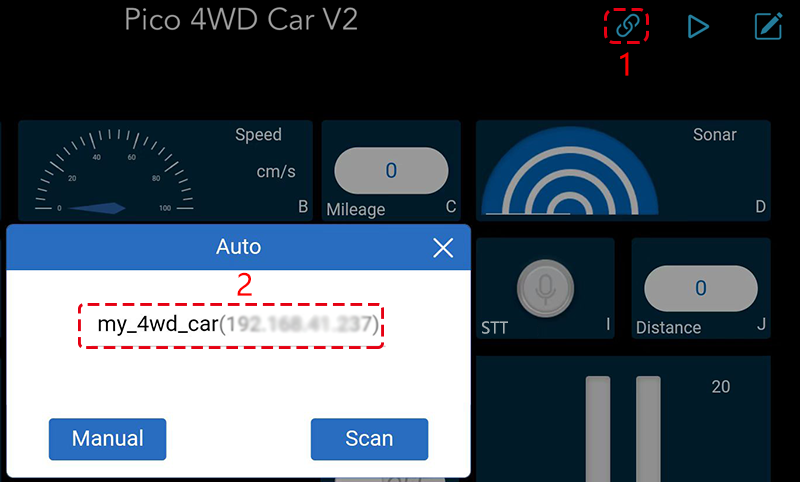 Pico 4WD Car V2
1
Speed
40
60
20
80
0
100
cm/s
B
0
Mileage
C
Sonar
D
Auto
2
my_4wd_car(192.168.41.237)
Manual
Scan
STT
I
0
Distance
J
20